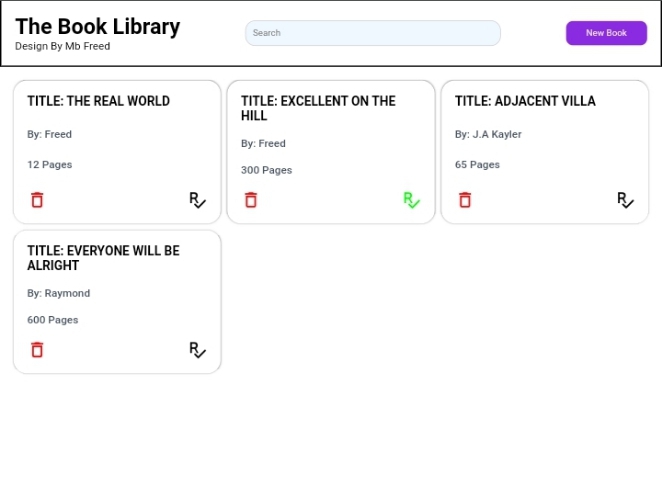 The Book Library
Design By Mb Freed
Search
New Book
TITLE: THE REAL WORLD
By: Freed
12 Pages
R
TITLE: EXCELLENT ON THE
HILL
By: Freed
300 Pages
R
TITLE: ADJACENT VILLA
By: J.A Kayler
65 Pages
R
TITLE: EVERYONE WILL BE
ALRIGHT
By: Raymond
600 Pages
R